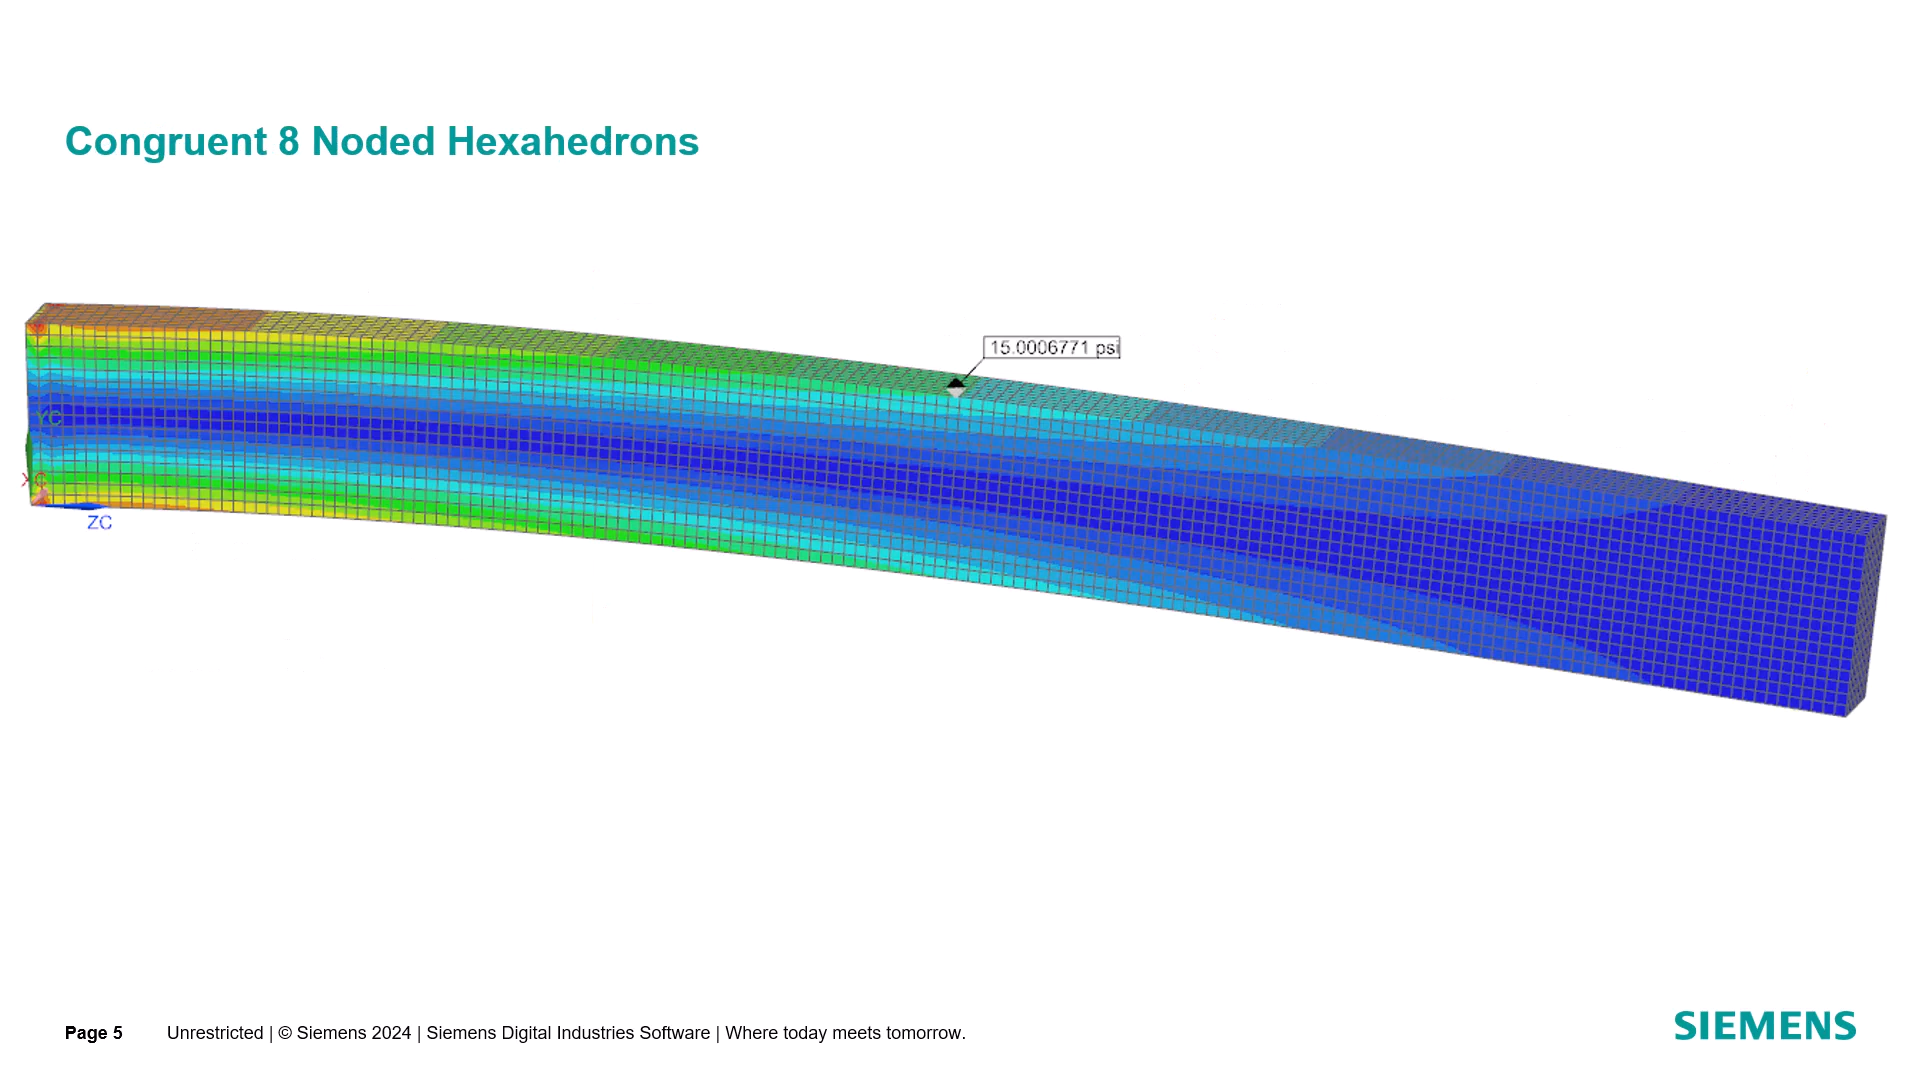 Congruent 8 Noded Hexahedrons
15.0006771 psi
YC
XC
ZC
Page 5 Unrestricted | © Siemens 2024 | Siemens Digital Industries Software | Where today meets tomorrow.
SIEMENS